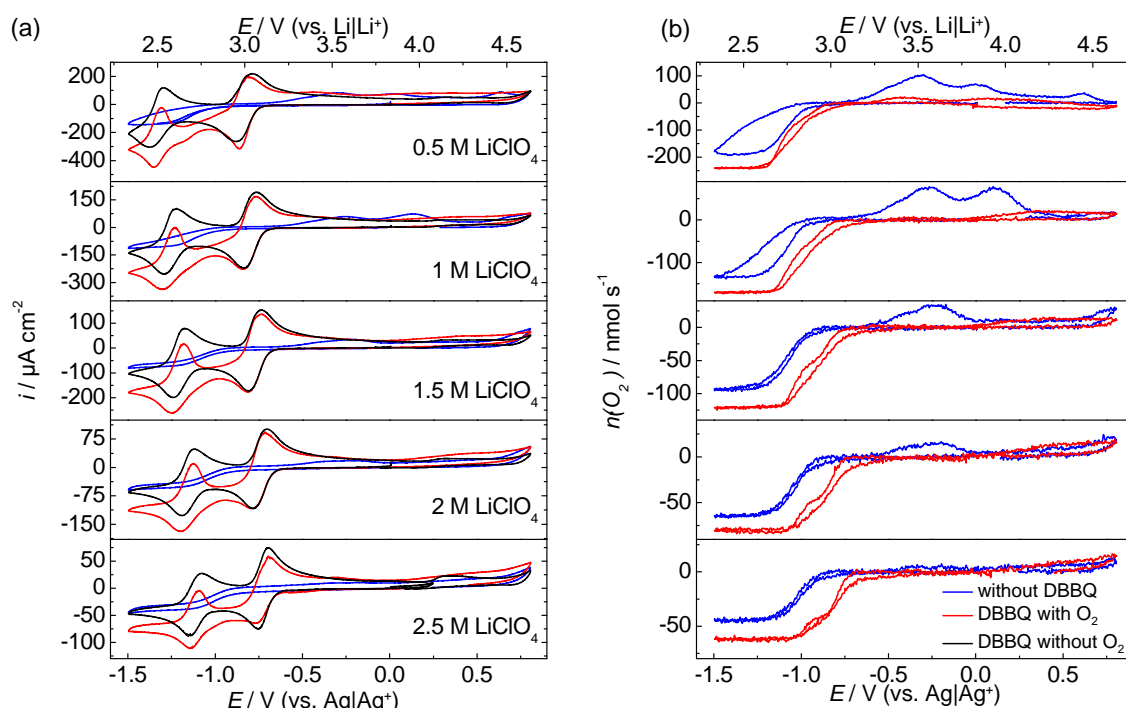 (a)
E / V (vs. Li|Li⁺)
2.5 3.0 3.5 4.0 4.5
200
0
-200
-400
0.5 M LiClO₄
150
0
-150
-300
1 M LiClO₄
100
0
-100
-200
1.5 M LiClO₄
75
0
-75
-150
2 M LiClO₄
50
0
-50
-100
2.5 M LiClO₄
i / µA cm⁻²
-1.5 -1.0 -0.5 0.0 0.5
E / V (vs. Ag|Ag⁺)
(b)
E / V (vs. Li|Li⁺)
2.5 3.0 3.5 4.0 4.5
100
0
-100
-200
0
-100
0
-50
-100
0
-50
0
-50
n(O₂) / nmol s⁻¹
without DBBQ
DBBQ with O₂
DBBQ without O₂
-1.5 -1.0 -0.5 0.0 0.5
E / V (vs. Ag|Ag⁺)